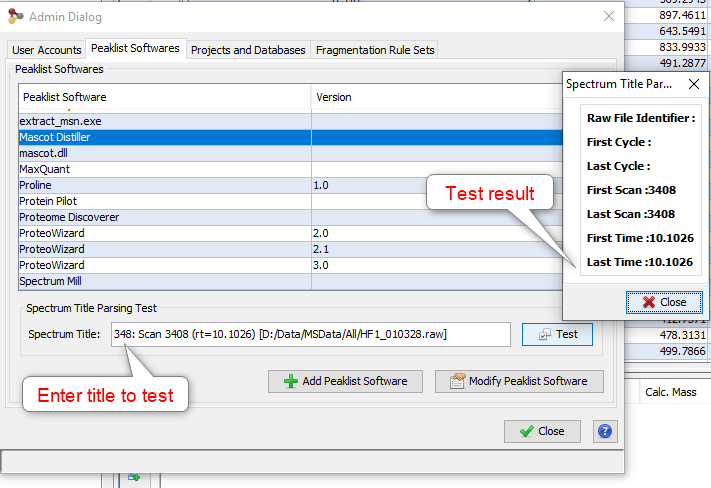 Admin Dialog
User Accounts Peaklist Softwares Projects and Databases Fragmentation Rule Sets
Peaklist Softwares
Peaklist Software Version
extract_msn.exe
Mascot Distiller
mascot.dll
MaxQuant
Proline 1.0
Protein Pilot
Proteome Discoverer
ProteoWizard 2.0
ProteoWizard 2.1
ProteoWizard 3.0
Spectrum Mill
Spectrum Title Parsing Test
Spectrum Title: 348: Scan 3408 (rt=10.1026) [D:/Data/MSData/All/HF1_010328.raw] Test
Enter title to test
Add Peaklist Software Modify Peaklist Software
Close
897.4611
643.5491
833.9933
491.2877
Spectrum Title Par...
Raw File Identifier :
First Cycle :
Last Cycle :
First Scan :3408
Last Scan :3408
First Time :10.1026
Last Time :10.1026
Test result
Close
478.3131
499.7866
Calc. Mass